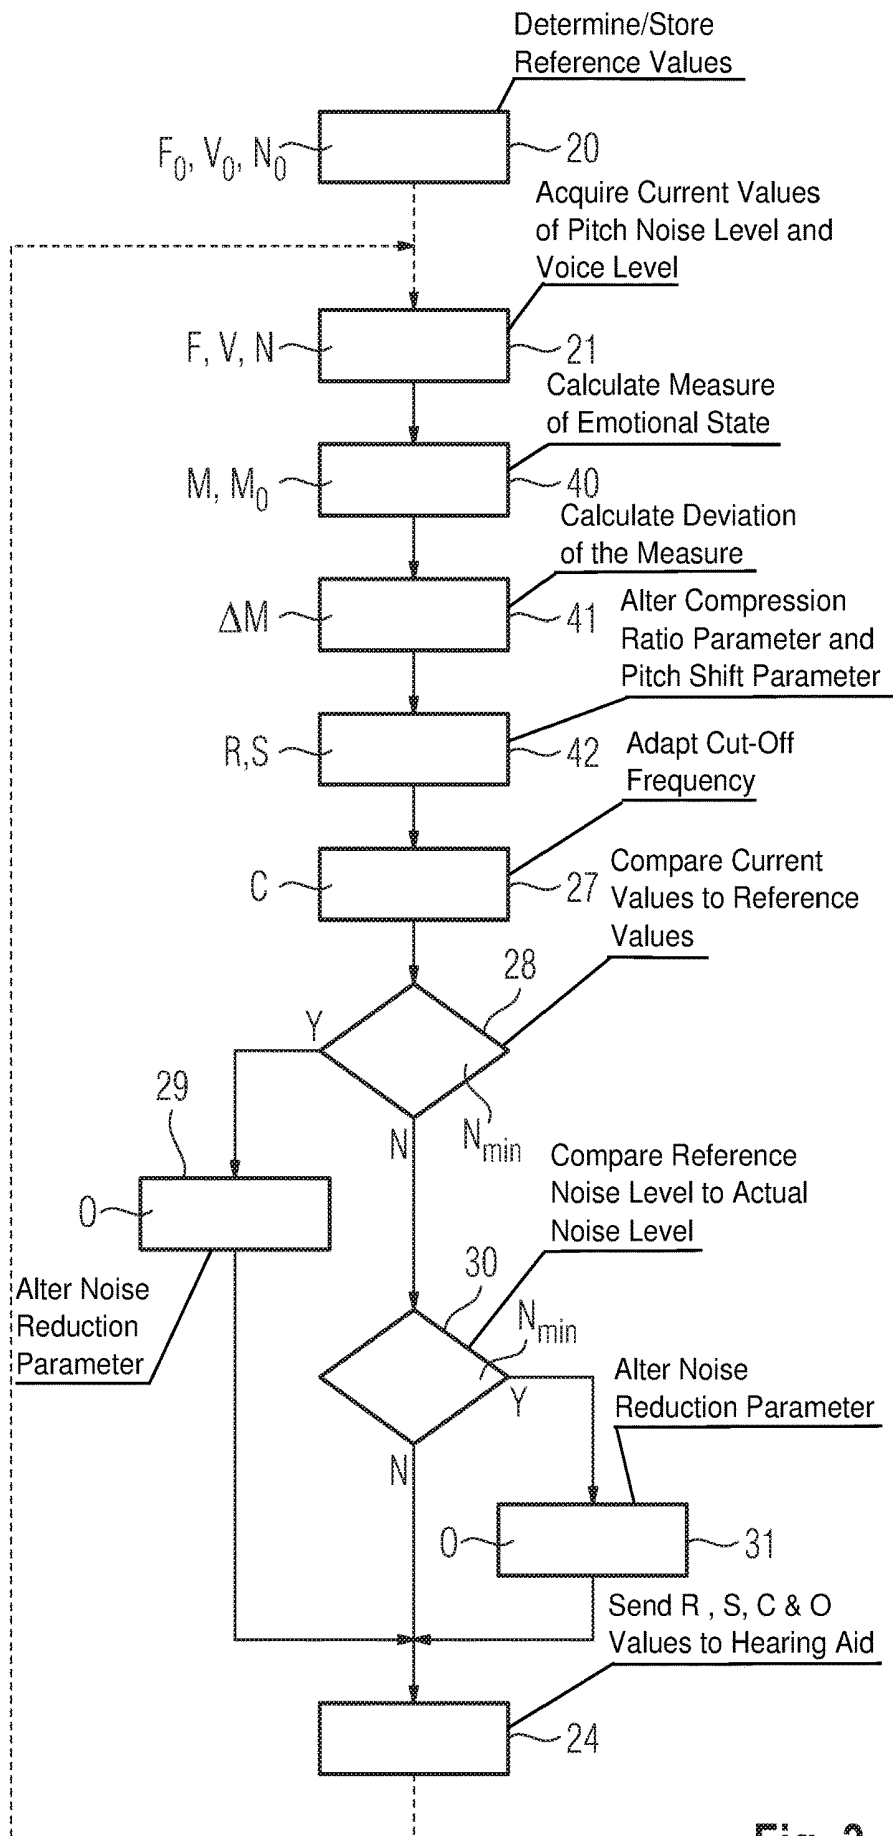 Determine/Store
Reference Values
F0, V0, N0
20
Acquire Current Values
of Pitch Noise Level and
Voice Level
F, V, N
21
Calculate Measure
of Emotional State
M, M0
40
Calculate Deviation
of the Measure
ΔM
41
Alter Compression
Ratio Parameter and
Pitch Shift Parameter
R,S
42
Adapt Cut-Off
Frequency
C
27
Compare Current
Values to Reference
Values
28
Y
Nmin
N
29
O
Alter Noise
Reduction
Parameter
Compare Reference
Noise Level to Actual
Noise Level
30
Nmin
Y
N
Alter Noise
Reduction Parameter
O
31
Send R , S, C & O
Values to Hearing Aid
24